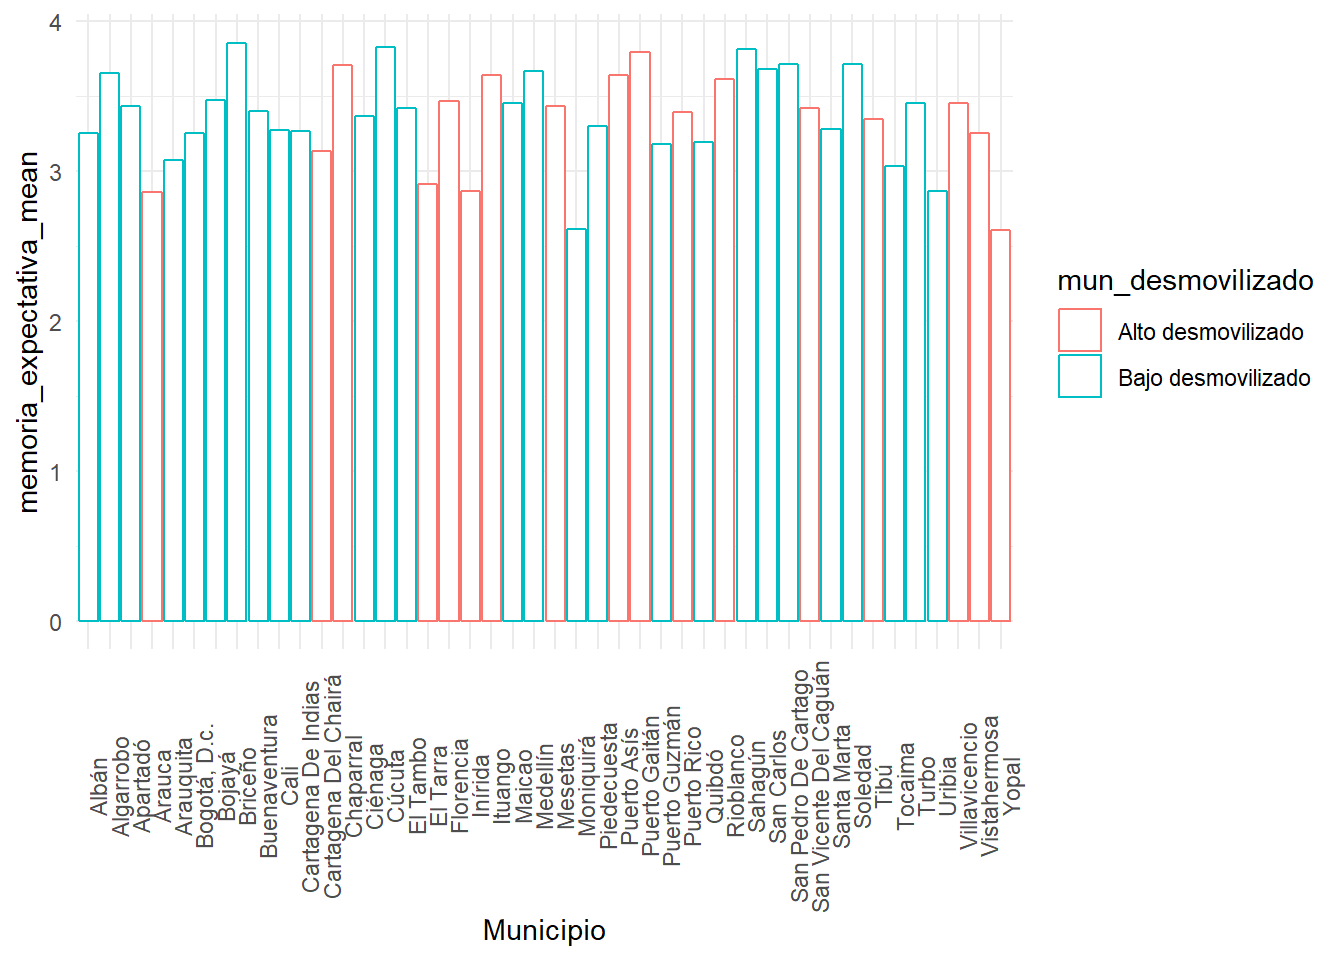 4
3
2
1
0
memoria_expectativa_mean
Albán
Algarrobo
Apartadó
Arauca
Arauquita
Bogotá, D.c.
Bojayá
Briceño
Buenaventura
Cali
Cartagena De Indias
Cartagena Del Chairá
Chaparral
Ciénaga
Cúcuta
El Tambo
El Tarra
Florencia
Inírida
Ituango
Maicao
Medellín
Mesetas
Moniquirá
Piedecuesta
Puerto Asís
Puerto Gaitán
Puerto Guzmán
Puerto Rico
Quibdó
Rioblanco
Sahagún
San Carlos
San Pedro De Cartago
San Vicente Del Caguán
Santa Marta
Soledad
Tibú
Tocaima
Turbo
Uribia
Villavicencio
Vistahermosa
Yopal
Municipio
mun_desmovilizado
Alto desmovilizado
Bajo desmovilizado